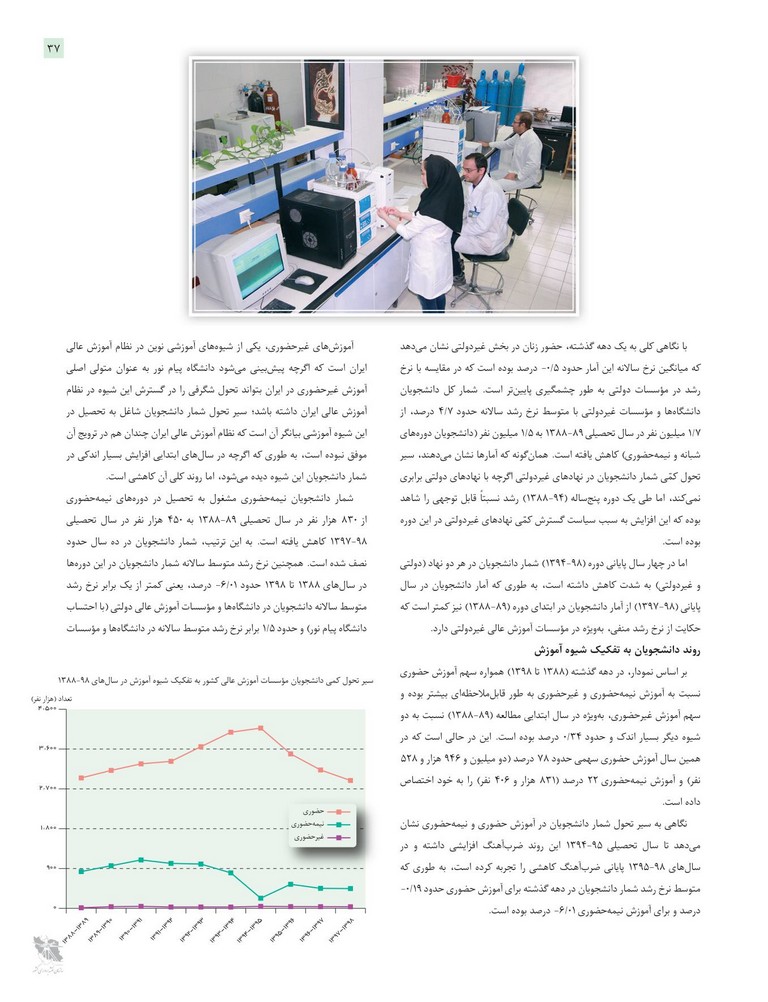 ۳۷
با نگاهی کلی به یک دهه گذشته، حضور زنان در بخش غیردولتی نشان می‌دهد
که میانگین نرخ سالانه این آمار حدود ۰/۵- درصد بوده است که در مقایسه با نرخ
رشد در مؤسسات دولتی به طور چشمگیری پایین‌تر است. شمار کل دانشجویان
دانشگاه‌ها و مؤسسات غیردولتی با متوسط نرخ رشد سالانه حدود ۴/۷ درصد، از
۱/۷ میلیون نفر در سال تحصیلی ۸۹-۱۳۸۸ به ۱/۵ میلیون نفر (دانشجویان دوره‌های
شبانه و نیمه‌حضوری) کاهش یافته است. همان‌گونه که آمارها نشان می‌دهند، سیر
تحول کمّی شمار دانشجویان در نهادهای غیردولتی اگرچه با نهادهای دولتی برابری
نمی‌کند، اما طی یک دوره پنج‌ساله (۹۴-۱۳۸۸) رشد نسبتاً قابل توجهی را شاهد
بوده که این افزایش به سبب سیاست گسترش کمّی نهادهای غیردولتی در این دوره
بوده است.
اما در چهار سال پایانی دوره (۹۸-۱۳۹۴) شمار دانشجویان در هر دو نهاد (دولتی
و غیردولتی) به شدت کاهش داشته است، به طوری که آمار دانشجویان در سال
پایانی (۹۸-۱۳۹۷) از آمار دانشجویان در ابتدای دوره (۸۹-۱۳۸۸) نیز کمتر است که
حکایت از نرخ رشد منفی، به‌ویژه در مؤسسات آموزش عالی غیردولتی دارد.
روند دانشجویان به تفکیک شیوه آموزش
بر اساس نمودار، در دهه گذشته (۱۳۸۸ تا ۱۳۹۸) همواره سهم آموزش حضوری
نسبت به آموزش نیمه‌حضوری و غیرحضوری به طور قابل‌ملاحظه‌ای بیشتر بوده و
سهم آموزش غیرحضوری، به‌ویژه در سال ابتدایی مطالعه (۸۹-۱۳۸۸) نسبت به دو
شیوه دیگر بسیار اندک و حدود ۰/۳۴ درصد بوده است. این در حالی است که در
همین سال آموزش حضوری سهمی حدود ۷۸ درصد (دو میلیون و ۹۴۶ هزار و ۵۲۸
نفر) و آموزش نیمه‌حضوری ۲۲ درصد (۸۳۱ هزار و ۴۰۶ نفر) را به خود اختصاص
داده است.
نگاهی به سیر تحول شمار دانشجویان در آموزش حضوری و نیمه‌حضوری نشان
می‌دهد تا سال تحصیلی ۹۵-۱۳۹۴ این روند ضرب‌آهنگ افزایشی داشته و در
سال‌های ۹۸-۱۳۹۵ پایانی ضرب‌آهنگ کاهشی را تجربه کرده است، به طوری که
متوسط نرخ رشد شمار دانشجویان در دهه گذشته برای آموزش حضوری حدود ۰/۱۹-
درصد و برای آموزش نیمه‌حضوری ۶/۰۱- درصد بوده است.
آموزش‌های غیرحضوری، یکی از شیوه‌های آموزشی نوین در نظام آموزش عالی
ایران است که اگرچه پیش‌بینی می‌شود دانشگاه پیام نور به عنوان متولی اصلی
آموزش غیرحضوری در ایران بتواند تحول شگرفی را در گسترش این شیوه در نظام
آموزش عالی ایران داشته باشد؛ سیر تحول شمار دانشجویان شاغل به تحصیل در
این شیوه آموزشی بیانگر آن است که نظام آموزش عالی ایران چندان هم در ترویج آن
موفق نبوده است، به طوری که اگرچه در سال‌های ابتدایی افزایش بسیار اندکی در
شمار دانشجویان این شیوه دیده می‌شود، اما روند کلی آن کاهشی است.
شمار دانشجویان نیمه‌حضوری مشغول به تحصیل در دوره‌های نیمه‌حضوری
از ۸۳۰ هزار نفر در سال تحصیلی ۸۹-۱۳۸۸ به ۴۵۰ هزار نفر در سال تحصیلی
۹۸-۱۳۹۷ کاهش یافته است. به این ترتیب، شمار دانشجویان در ده سال حدود
نصف شده است. همچنین نرخ رشد متوسط سالانه شمار دانشجویان در این دوره‌ها
در سال‌های ۱۳۸۸ تا ۱۳۹۸ حدود ۶/۰۱- درصد، یعنی کمتر از یک برابر نرخ رشد
متوسط سالانه دانشجویان در دانشگاه‌ها و مؤسسات آموزش عالی دولتی (با احتساب
دانشگاه پیام نور) و حدود ۱/۵ برابر نرخ رشد متوسط سالانه در دانشگاه‌ها و مؤسسات
سیر تحول کمی دانشجویان مؤسسات آموزش عالی کشور به تفکیک شیوه آموزش در سال‌های ۹۸-۱۳۸۸
تعداد (هزار نفر)
۴.۵۰۰
۳.۶۰۰
۲.۷۰۰
۱.۸۰۰
۹۰۰
۰
حضوری
نیمه‌حضوری
غیرحضوری
۱۳۸۸-۱۳۸۹
۱۳۸۹-۱۳۹۰
۱۳۹۰-۱۳۹۱
۱۳۹۱-۱۳۹۲
۱۳۹۲-۱۳۹۳
۱۳۹۳-۱۳۹۴
۱۳۹۴-۱۳۹۵
۱۳۹۵-۱۳۹۶
۱۳۹۶-۱۳۹۷
۱۳۹۷-۱۳۹۸